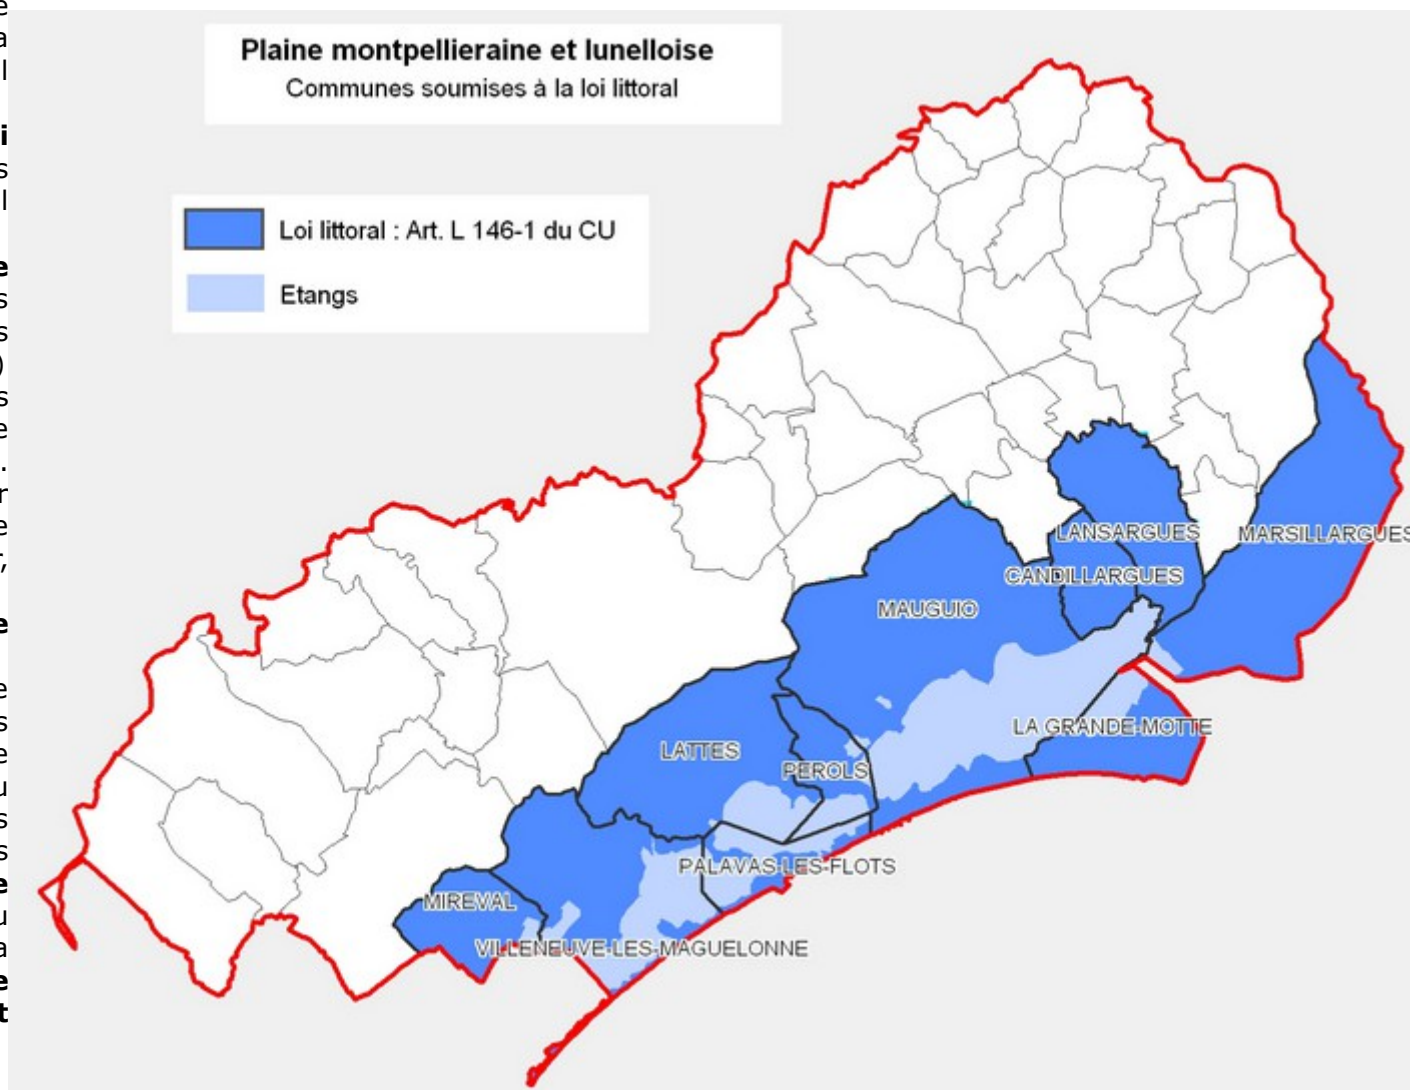 Plaine montpellieraine et lunelloise
Communes soumises à la loi littoral
Loi littoral : Art. L 146-1 du CU
Etangs
LANSARGUES
MARSILLARGUES
CANDILLARGUES
MAUGUIO
LA GRANDE-MOTTE
LATTES
PEROLS
PALAVAS-LES-FLOTS
MIREVAL
VILLENEUVE-LES-MAGUELONNE